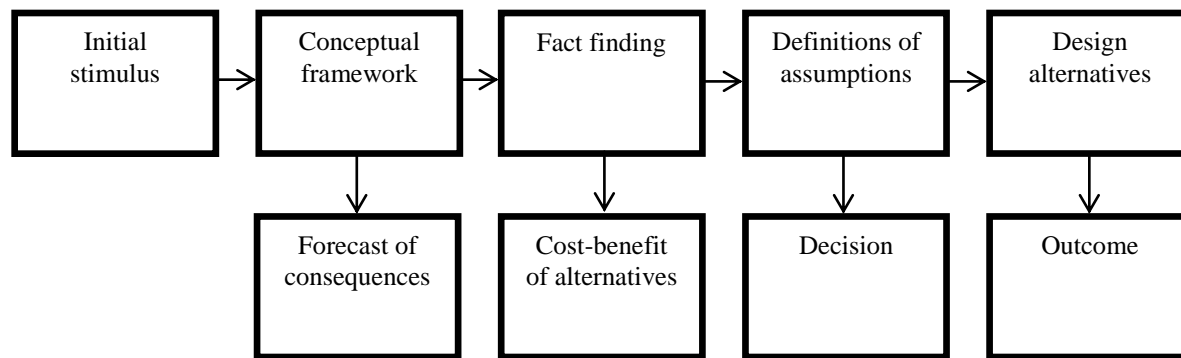 Initial
stimulus
Conceptual
framework
Fact finding
Definitions of
assumptions
Design
alternatives
Forecast of
consequences
Cost-benefit
of alternatives
Decision
Outcome